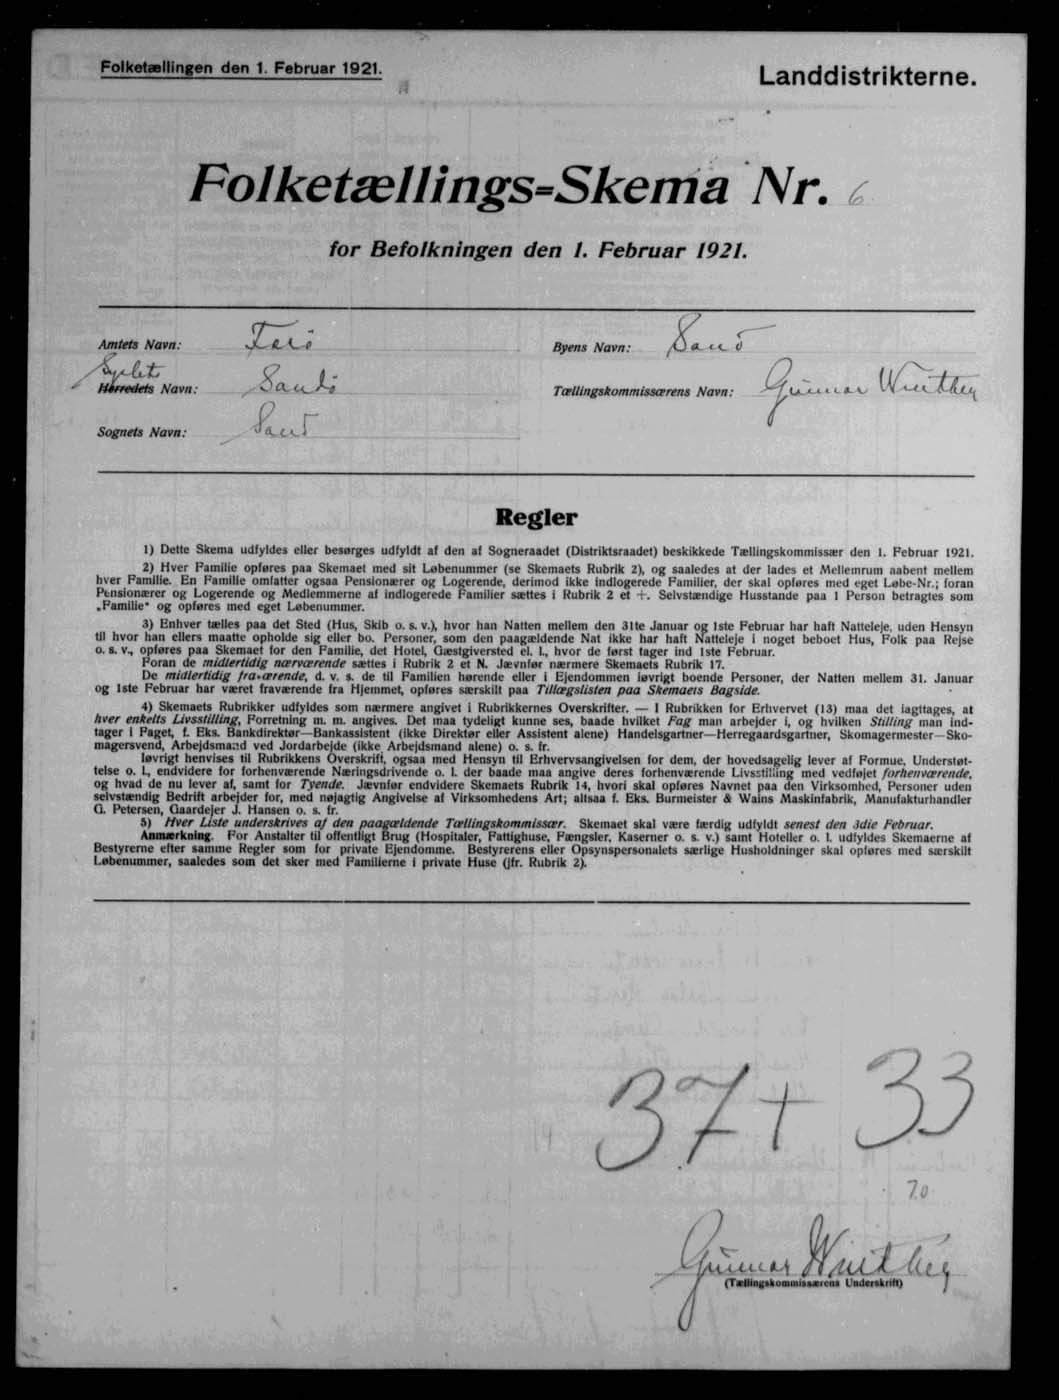 Folketællingen den 1. Februar 1921.
Landdistrikterne.
Folketællings=Skema Nr. 6
for Befolkningen den 1. Februar 1921.
Amtets Navn: Færø
Byens Navn: Sand
Syslets
Herredets Navn: Sandø
Tællingskommissærens Navn: Gunnar Winther
Sognets Navn: Sand
Regler
1) Dette Skema udfyldes eller besørges udfyldt af den af Sogneraadet (Distriktsraadet) beskikkede Tællingskommissær den 1. Februar 1921.
2) Hver Familie opføres paa Skemaet med sit Løbenummer (se Skemaets Rubrik 2), og saaledes at der lades et Mellemrum aabent mellem
hver Familie. En Familie omfatter ogsaa Pensionærer og Logerende, derimod ikke indlogerede Familier, der skal opføres med eget Løbe-Nr.; foran
Pensionærer og Logerende og Medlemmerne af indlogerede Familier sættes i Rubrik 2 et +. Selvstændige Husstande paa 1 Person betragtes som
„Familie" og opføres med eget Løbenummer.
3) Enhver tælles paa det Sted (Hus, Skib o. s. v.), hvor han Natten mellem den 31te Januar og 1ste Februar har haft Natteleje, uden Hensyn
til hvor han ellers maatte opholde sig eller bo. Personer, som den paagældende Nat ikke har haft Natteleje i noget beboet Hus, Folk paa Rejse
o. s. v., opføres paa Skemaet for den Familie, det Hotel, Gæstgiversted el. l., hvor de først tager ind 1ste Februar.
Foran de midlertidig nærværende sættes i Rubrik 2 et N. Jævnfør nærmere Skemaets Rubrik 17.
De midlertidig fraværende, d. v. s. de til Familien hørende eller i Ejendommen iøvrigt boende Personer, der Natten mellem 31. Januar
og 1ste Februar har været fraværende fra Hjemmet, opføres særskilt paa Tillægslisten paa Skemaets Bagside.
4) Skemaets Rubrikker udfyldes som nærmere angivet i Rubrikkernes Overskrifter. — I Rubrikken for Erhvervet (13) maa det iagttages, at
hver enkelts Livsstilling, Forretning m. m. angives. Det maa tydeligt kunne ses, baade hvilket Fag man arbejder i, og hvilken Stilling man ind-
tager i Faget, f. Eks. Bankdirektør—Bankassistent (ikke Direktør eller Assistent alene) Handelsgartner—Herregaardsgartner, Skomagermester—Sko-
magersvend, Arbejdsmand ved Jordarbejde (ikke Arbejdsmand alene) o. s. fr.
Iøvrigt henvises til Rubrikkens Overskrift, ogsaa med Hensyn til Erhvervsangivelsen for dem, der hovedsagelig lever af Formue, Understøt-
telse o. l., endvidere for forhenværende Næringsdrivende o. l. der baade maa angive deres forhenværende Livsstilling med vedføjet forhenværende,
og hvad de nu lever af, samt for Tyende. Jævnfør endvidere Skemaets Rubrik 14, hvori skal opføres Navnet paa den Virksomhed, Personer uden
selvstændig Bedrift arbejder for, med nøjagtig Angivelse af Virksomhedens Art; altsaa f. Eks. Burmeister & Wains Maskinfabrik, Manufakturhandler
G. Petersen, Gaardejer J. Hansen o. s. fr.
5) Hver Liste underskrives af den paagældende Tællingskommissær. Skemaet skal være færdig udfyldt senest den 3die Februar.
Anmærkning. For Anstalter til offentligt Brug (Hospitaler, Fattighuse, Fængsler, Kaserner o. s. v.) samt Hoteller o. l. udfyldes Skemaerne af
Bestyrerne efter samme Regler som for private Ejendomme. Bestyrerens eller Opsynspersonalets særlige Husholdninger skal opføres med særskilt
Løbenummer, saaledes som det sker med Familierne i private Huse (jfr. Rubrik 2).
37 + 33
70
Gunnar Winther
(Tællingskommissærens Underskrift)